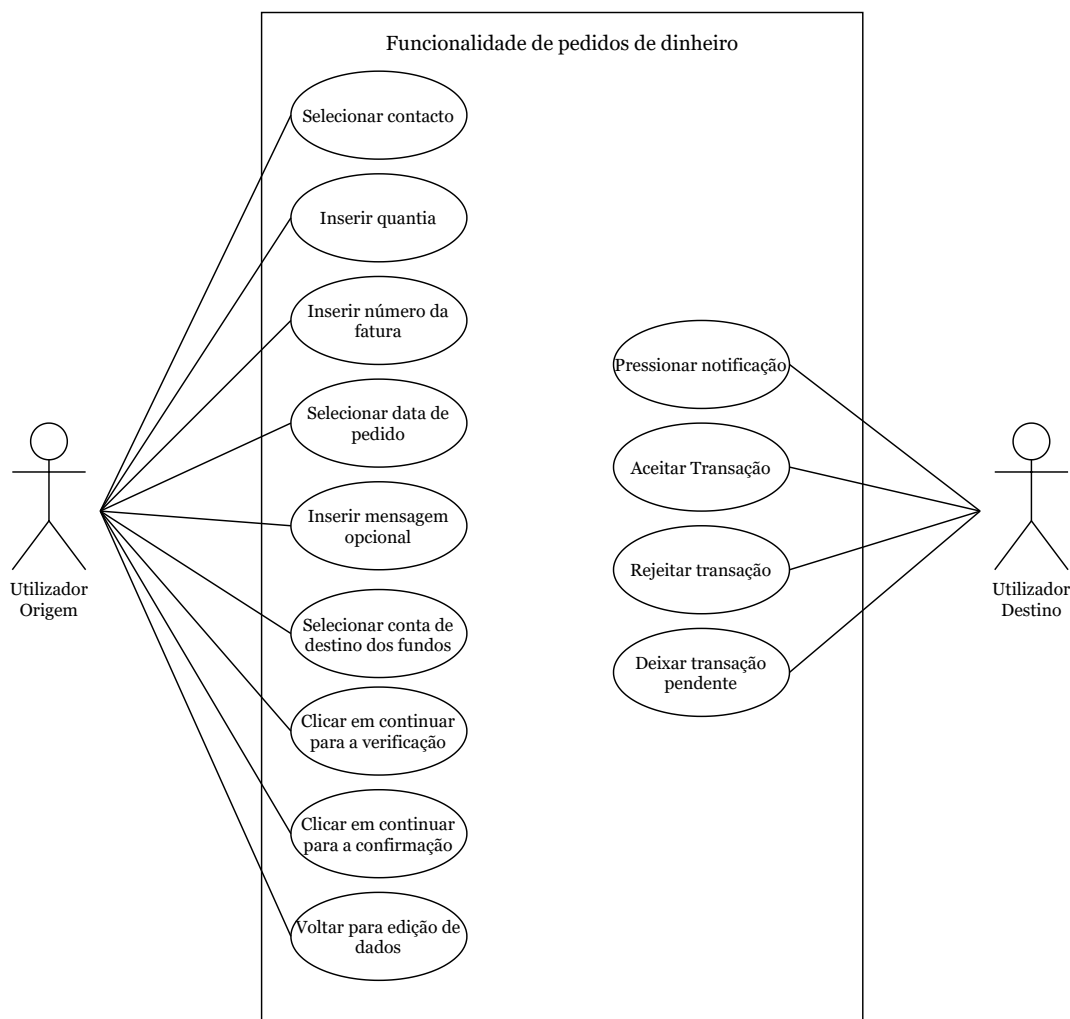 Funcionalidade de pedidos de dinheiro
Selecionar contacto
Inserir quantia
Inserir número da
fatura
Selecionar data de
pedido
Inserir mensagem
opcional
Selecionar conta de
destino dos fundos
Clicar em continuar
para a verificação
Clicar em continuar
para a confirmação
Voltar para edição de
dados
Utilizador
Origem
Pressionar notificação
Aceitar Transação
Rejeitar transação
Deixar transação
pendente
Utilizador
Destino